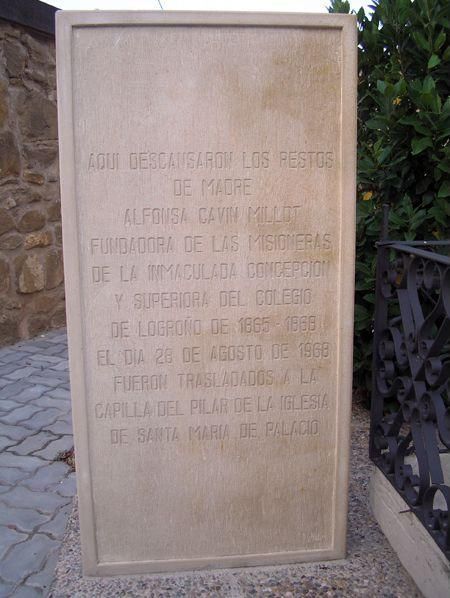 AQUI DESCANSARON LOS RESTOS
DE MADRE
ALFONSA CAVIN MILLOT
FUNDADORA DE LAS MISIONERAS
DE LA INMACULADA CONCEPCION
Y SUPERIORA DEL COLEGIO
DE LOGROÑO DE 1865 - 1868
EL DIA 28 DE AGOSTO DE 1968
FUERON TRASLADADOS A LA
CAPILLA DEL PILAR DE LA IGLESIA
DE SANTA MARIA DE PALACIO